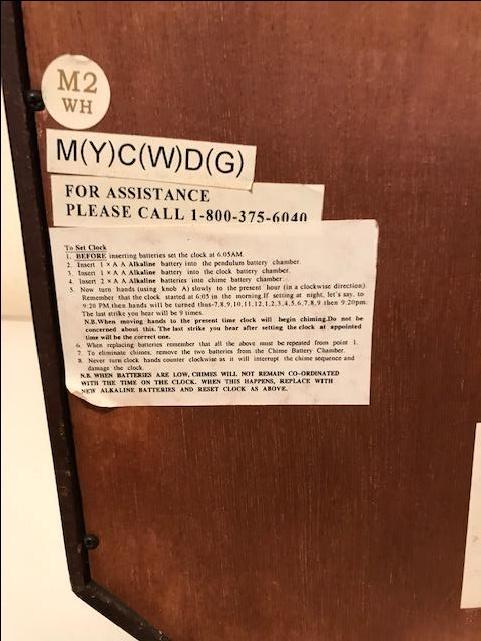 M2
WH
M(Y)C(W)D(G)
FOR ASSISTANCE
PLEASE CALL 1-800-375-6040
To Set Clock
1. BEFORE inserting batteries set the clock at 6.05AM.
2. Insert 1 × A A Alkaline battery into the pendulum battery chamber.
3. Insert 1 × A A Alkaline battery into the clock battery chamber.
4. Insert 2 × A A Alkaline batteries into chime battery chamber.
5. Now turn hands (using knob A) slowly to the present hour (in a clockwise direction).
Remember that the clock started at 6:05 in the morning.If setting at night, let's say, to
9:20 PM,then hands will be turned thus-7,8,9,10,11,12,1,2,3,4,5,6,7,8,9 then 9:20pm.
The last strike you hear will be 9 times.
N.B.When moving hands to the present time clock will begin chiming.Do not be
concerned about this. The last strike you hear after setting the clock at appointed
time will be the correct one.
6. When replacing batteries remember that all the above must be repeated from point 1.
7. To eliminate chimes, remove the two batteries from the Chime Battery Chamber.
8. Never turn clock hands counter clockwise as it will interrupt the chime sequence and
damage the clock.
N.B. WHEN BATTERIES ARE LOW, CHIMES WILL NOT REMAIN CO-ORDINATED
WITH THE TIME ON THE CLOCK. WHEN THIS HAPPENS, REPLACE WITH
NEW ALKALINE BATTERIES AND RESET CLOCK AS ABOVE.